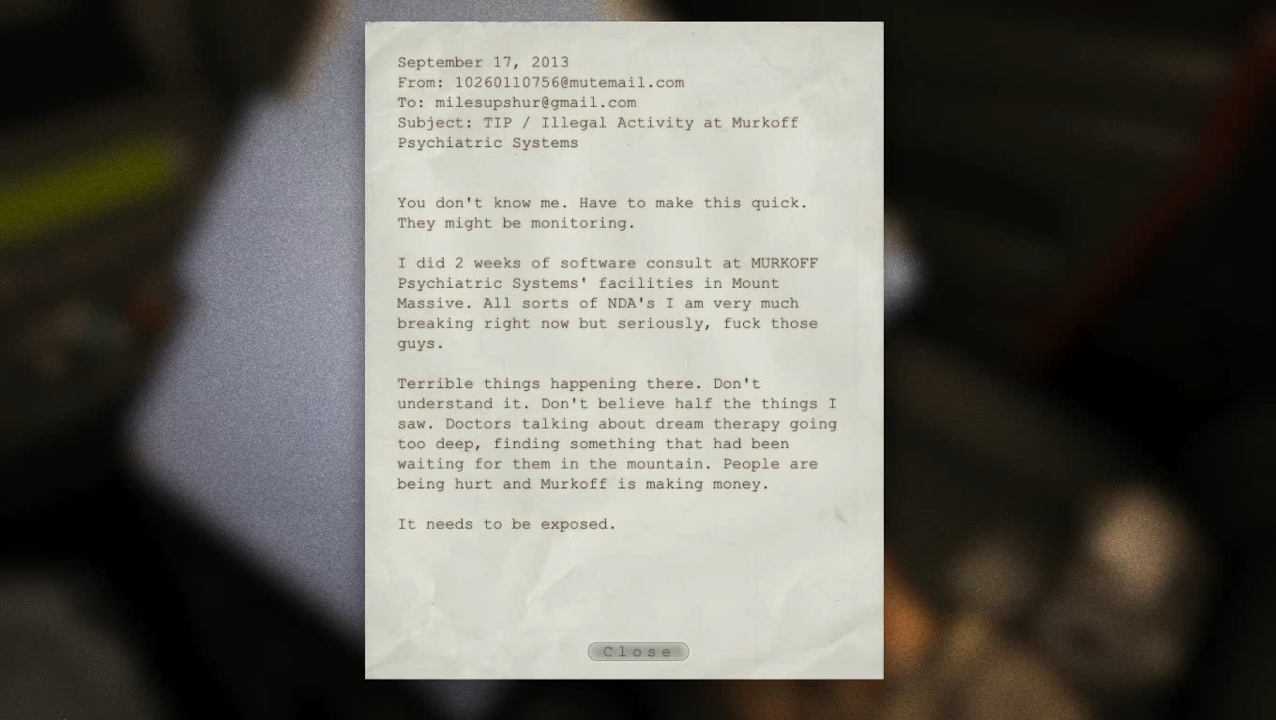 September 17, 2013
From: 10260110756@mutemail.com
To: milesupshur@gmail.com
Subject: TIP / Illegal Activity at Murkoff
Psychiatric Systems
You don't know me. Have to make this quick.
They might be monitoring.
I did 2 weeks of software consult at MURKOFF
Psychiatric Systems' facilities in Mount
Massive. All sorts of NDA's I am very much
breaking right now but seriously, fuck those
guys.
Terrible things happening there. Don't
understand it. Don't believe half the things I
saw. Doctors talking about dream therapy going
too deep, finding something that had been
waiting for them in the mountain. People are
being hurt and Murkoff is making money.
It needs to be exposed.
Close